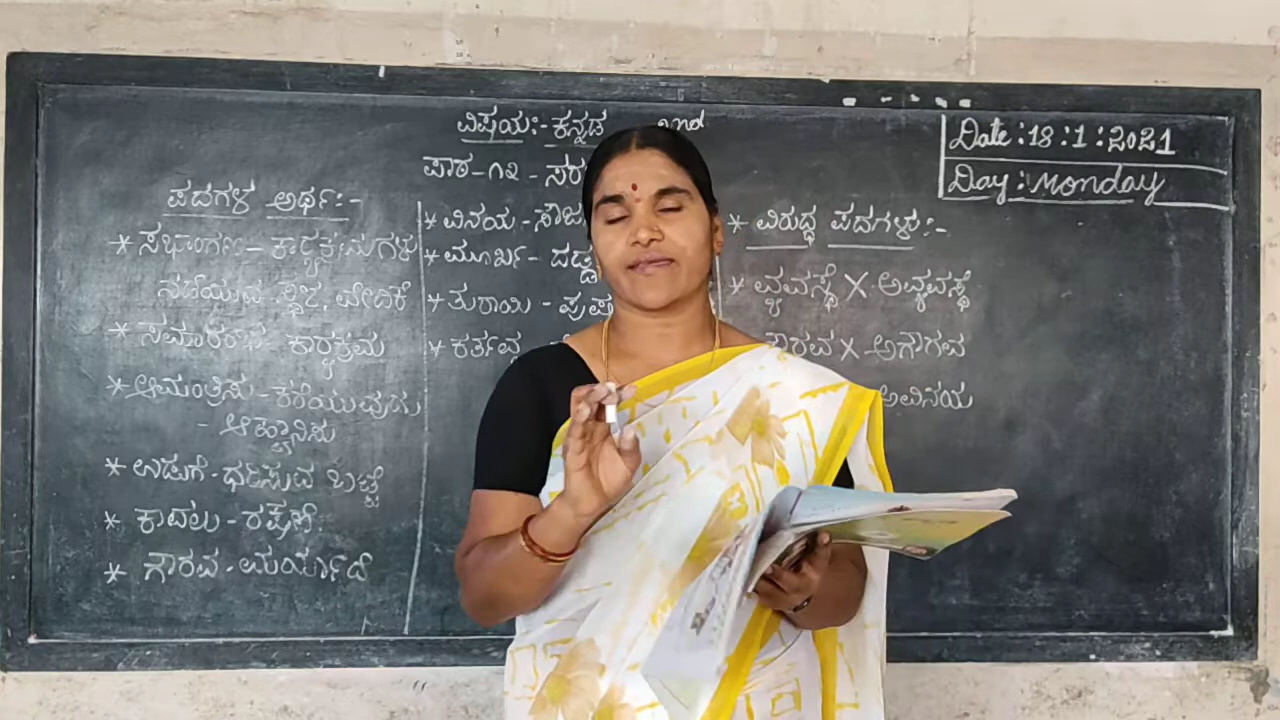 ವಿಷಯ:- ಕನ್ನಡ
2nd
ಪಾಠ-೧೩ - ಸರ
Date : 18 : 1 : 2021
Day : Monday
ಪದಗಳ ಅರ್ಥ:-
* ಸಭಾಂಗಣ - ಕಾರ್ಯಕ್ರಮಗಳು
ನಡೆಯುವ ಸ್ಥಳ, ವೇದಿಕೆ
* ಸಮಾರಂಭ ಕಾರ್ಯಕ್ರಮ
* ಆಮಂತ್ರಿಸು - ಕರೆಯುವುದು
- ಆಹ್ವಾನಿಸು
* ಉಡುಗೆ - ಧರಿಸುವ ಬಟ್ಟೆ
* ಕಾವಲು - ರಕ್ಷಣೆ
* ಗೌರವ - ಮರ್ಯಾದೆ
* ವಿನಯ - ಸೌಜ
* ಮೂರ್ಖ - ದಡ್ಡ
* ತುರಾಯಿ - ಪುಷ್ಪ
* ಕರ್ತವ್ಯ
* ವಿರುದ್ಧ ಪದಗಳು:-
* ವ್ಯವಸ್ಥೆ X ಅವ್ಯವಸ್ಥೆ
ಗೌರವ X ಅಗೌರವ
ಅವಿನಯ